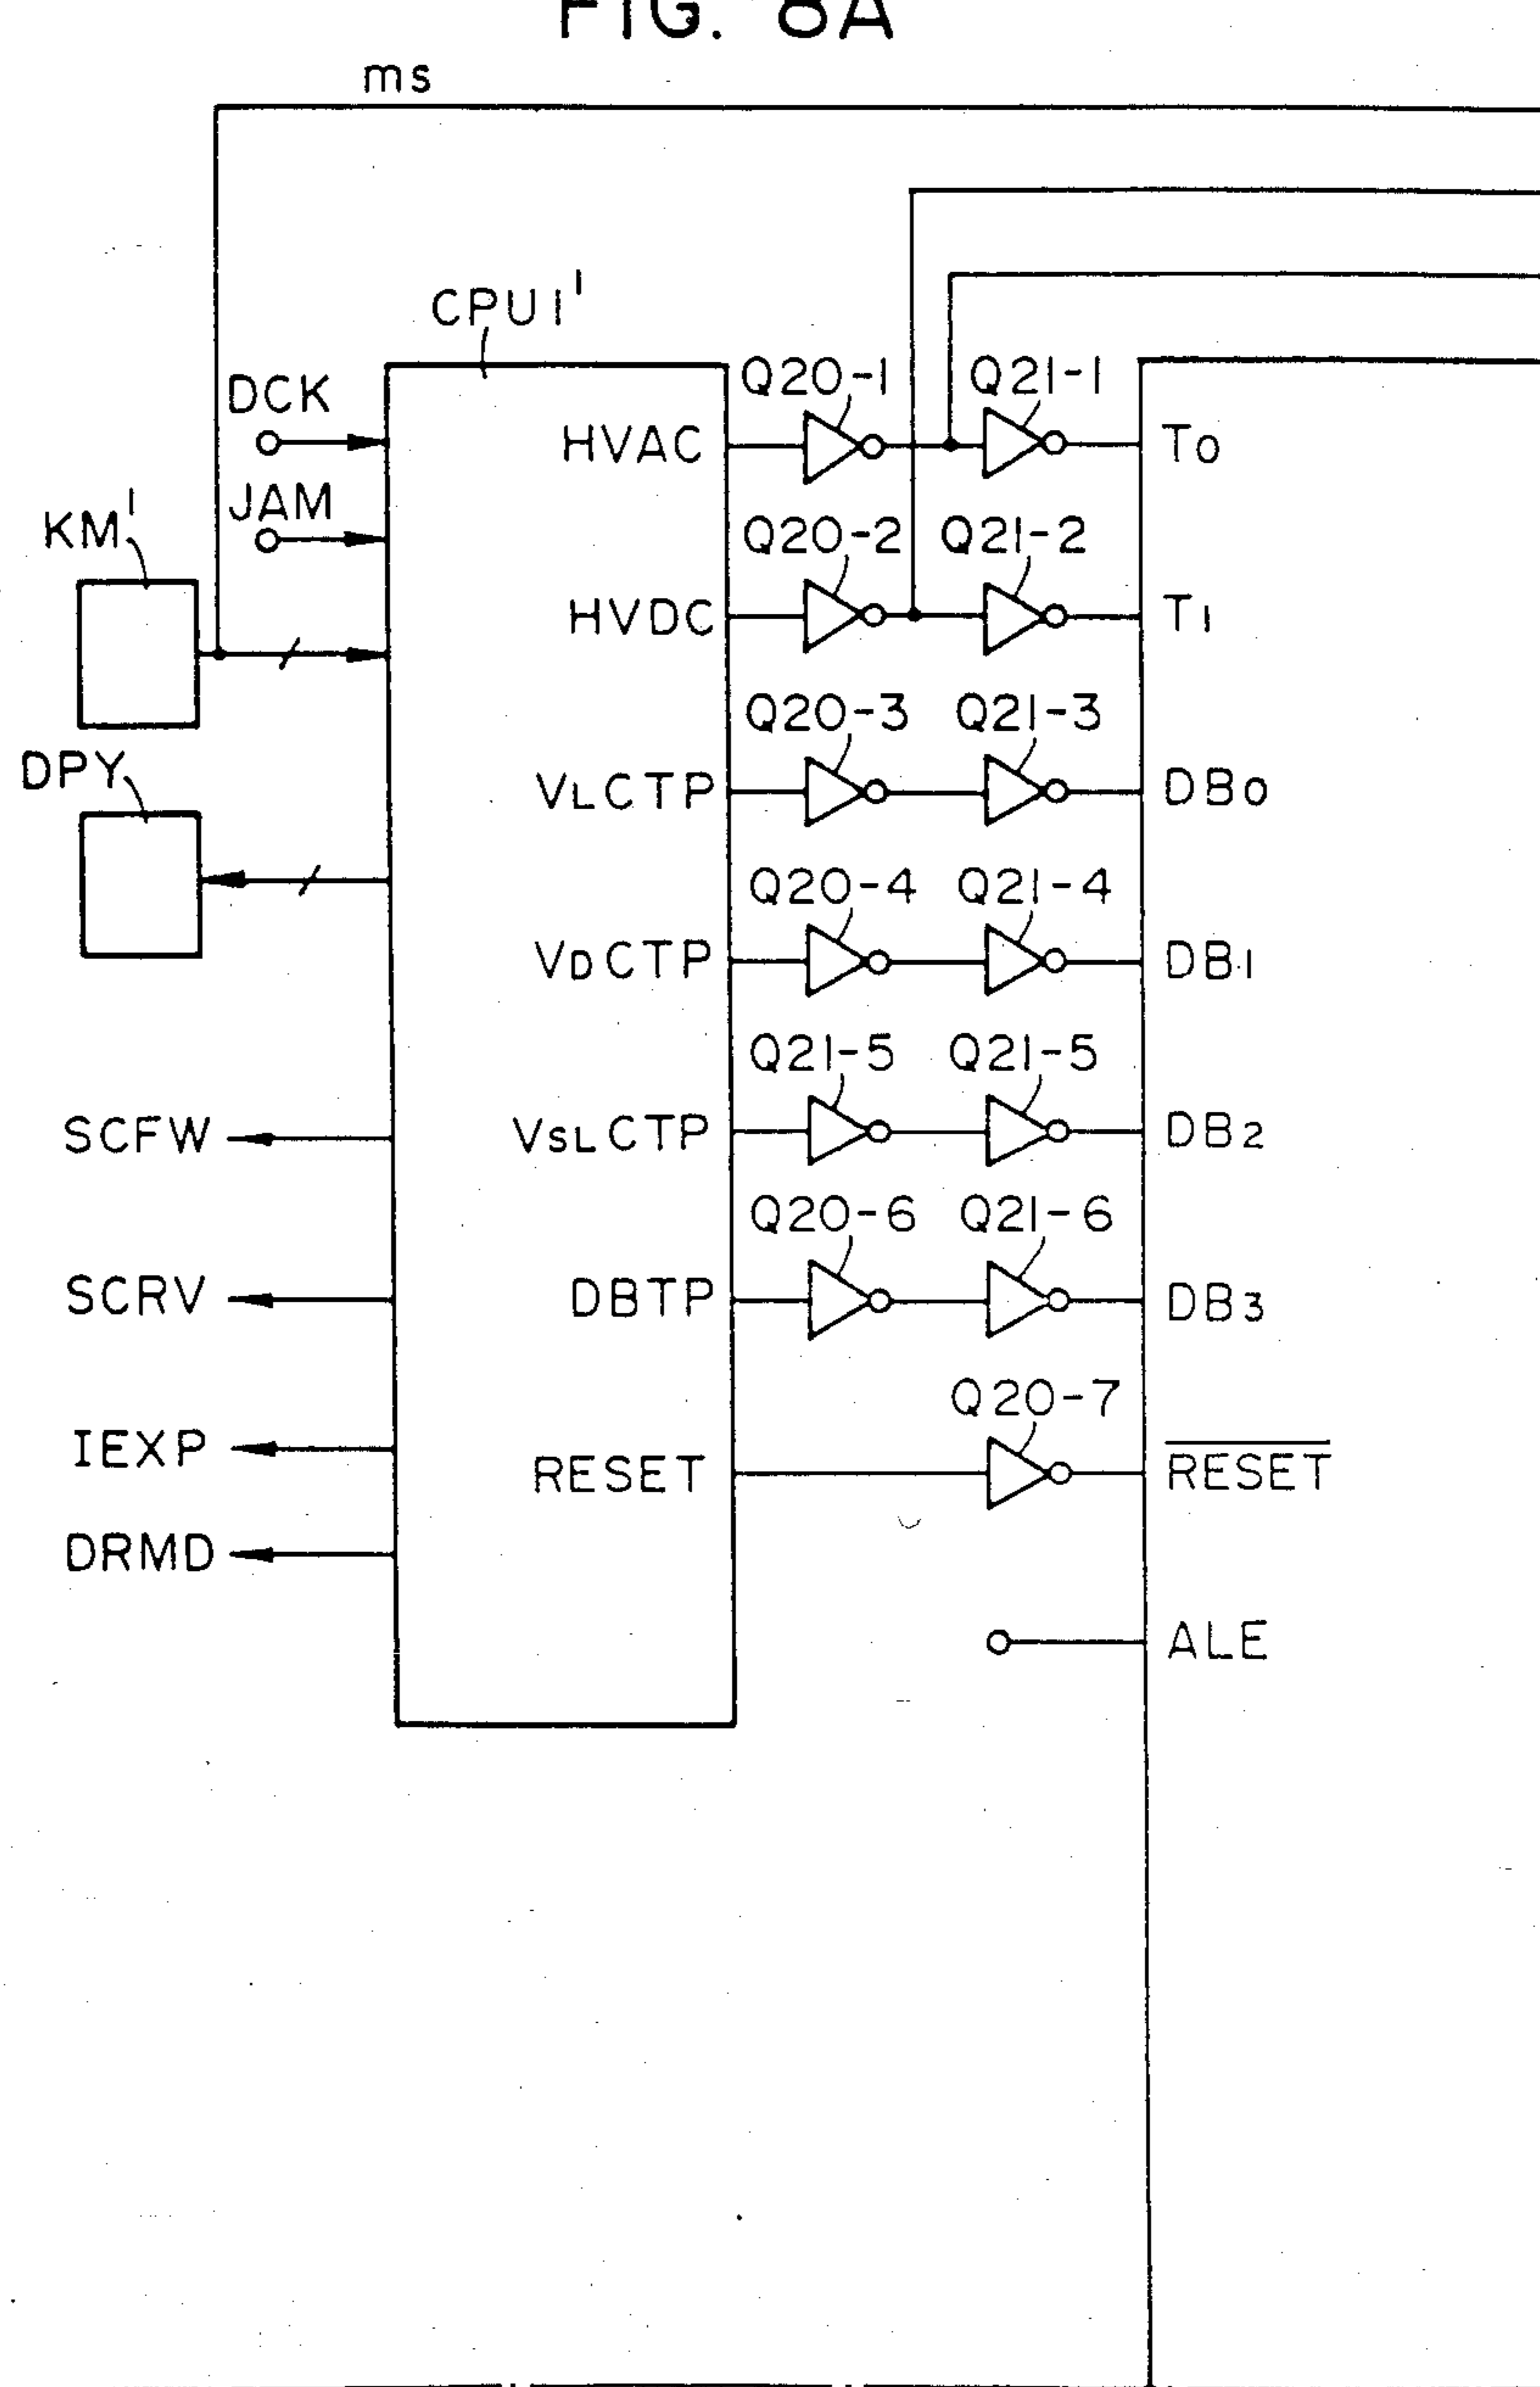 FIG. 8A
ms
CPU1'
DCK
JAM
KM'
DPY
SCFW
SCRV
IEXP
DRMD
HVAC
HVDC
VLCTP
VDCTP
VSLCTP
DBTP
RESET
Q20-1 Q21-1
Q20-2 Q21-2
Q20-3 Q21-3
Q20-4 Q21-4
Q21-5 Q21-5
Q20-6 Q21-6
Q20-7
T0
T1
DB0
DB1
DB2
DB3
RESET
ALE